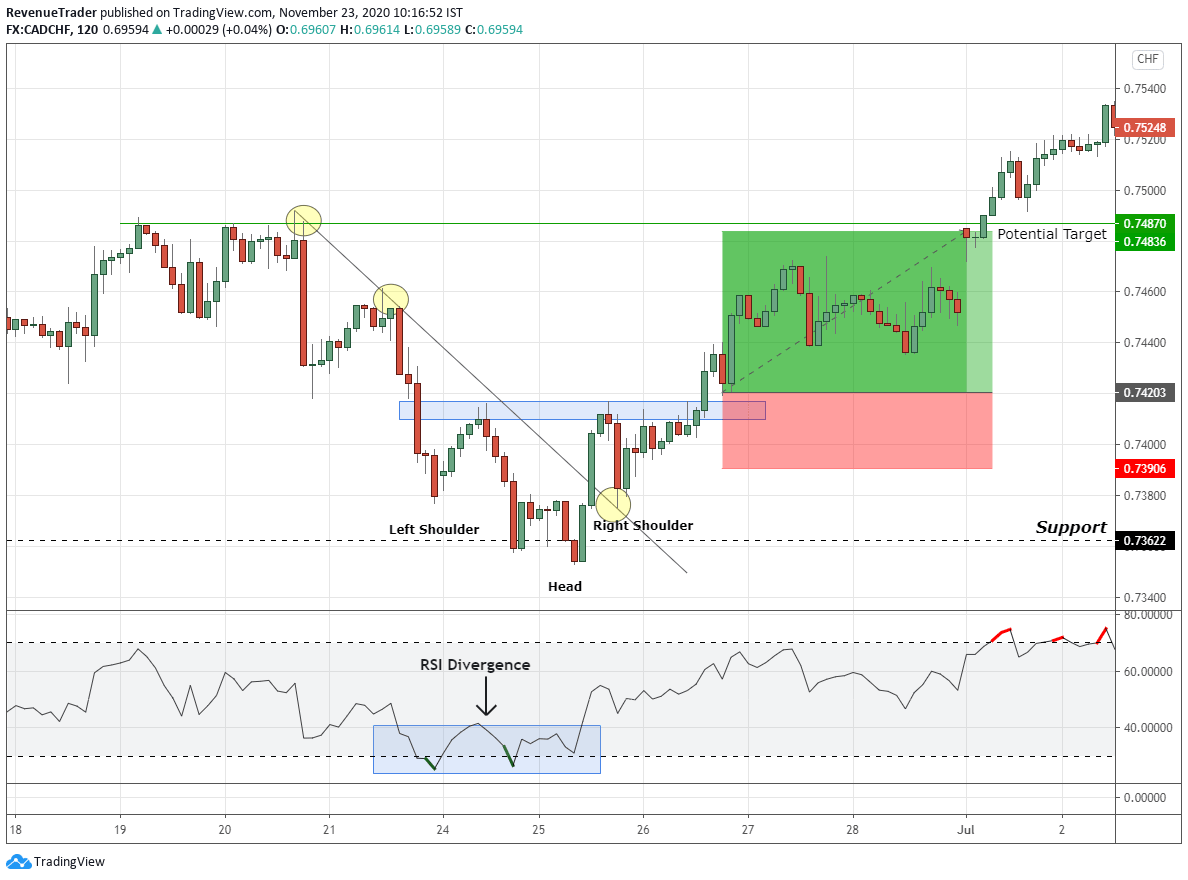 RevenueTrader published on TradingView.com, November 23, 2020 10:16:52 IST
FX:CADCHF, 120 0.69594 ▲ +0.00029 (+0.04%) O:0.69607 H:0.69614 L:0.69589 C:0.69594
CHF
0.75400
0.75248
0.75200
0.75000
0.74870
0.74836
Potential Target
0.74600
0.74400
0.74203
0.74000
0.73906
0.73800
Left Shoulder
Right Shoulder
Support
0.73622
Head
0.73400
80.00000
RSI Divergence
60.00000
40.00000
0.00000
18 19 20 21 24 25 26 27 28 Jul 2
TradingView